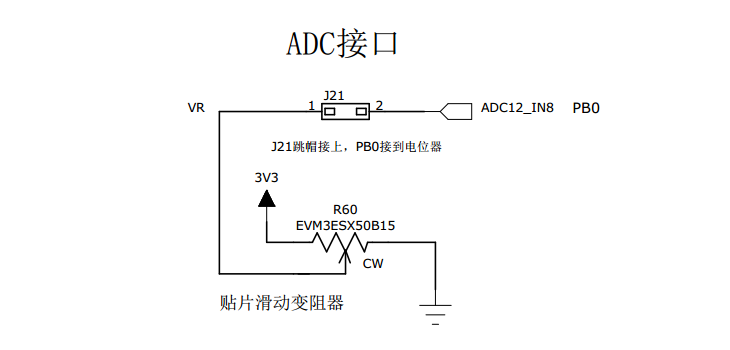 ADC接口
J21
VR 1 2 ADC12_IN8 PB0
J21跳帽接上，PB0接到电位器
3V3
R60
EVM3ESX50B15
CW
贴片滑动变阻器